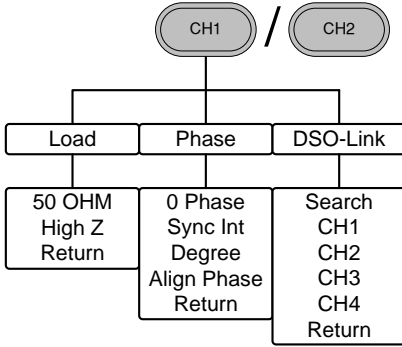 CH1 / CH2
Load Phase DSO-Link
50 OHM
High Z
Return
0 Phase
Sync Int
Degree
Align Phase
Return
Search
CH1
CH2
CH3
CH4
Return